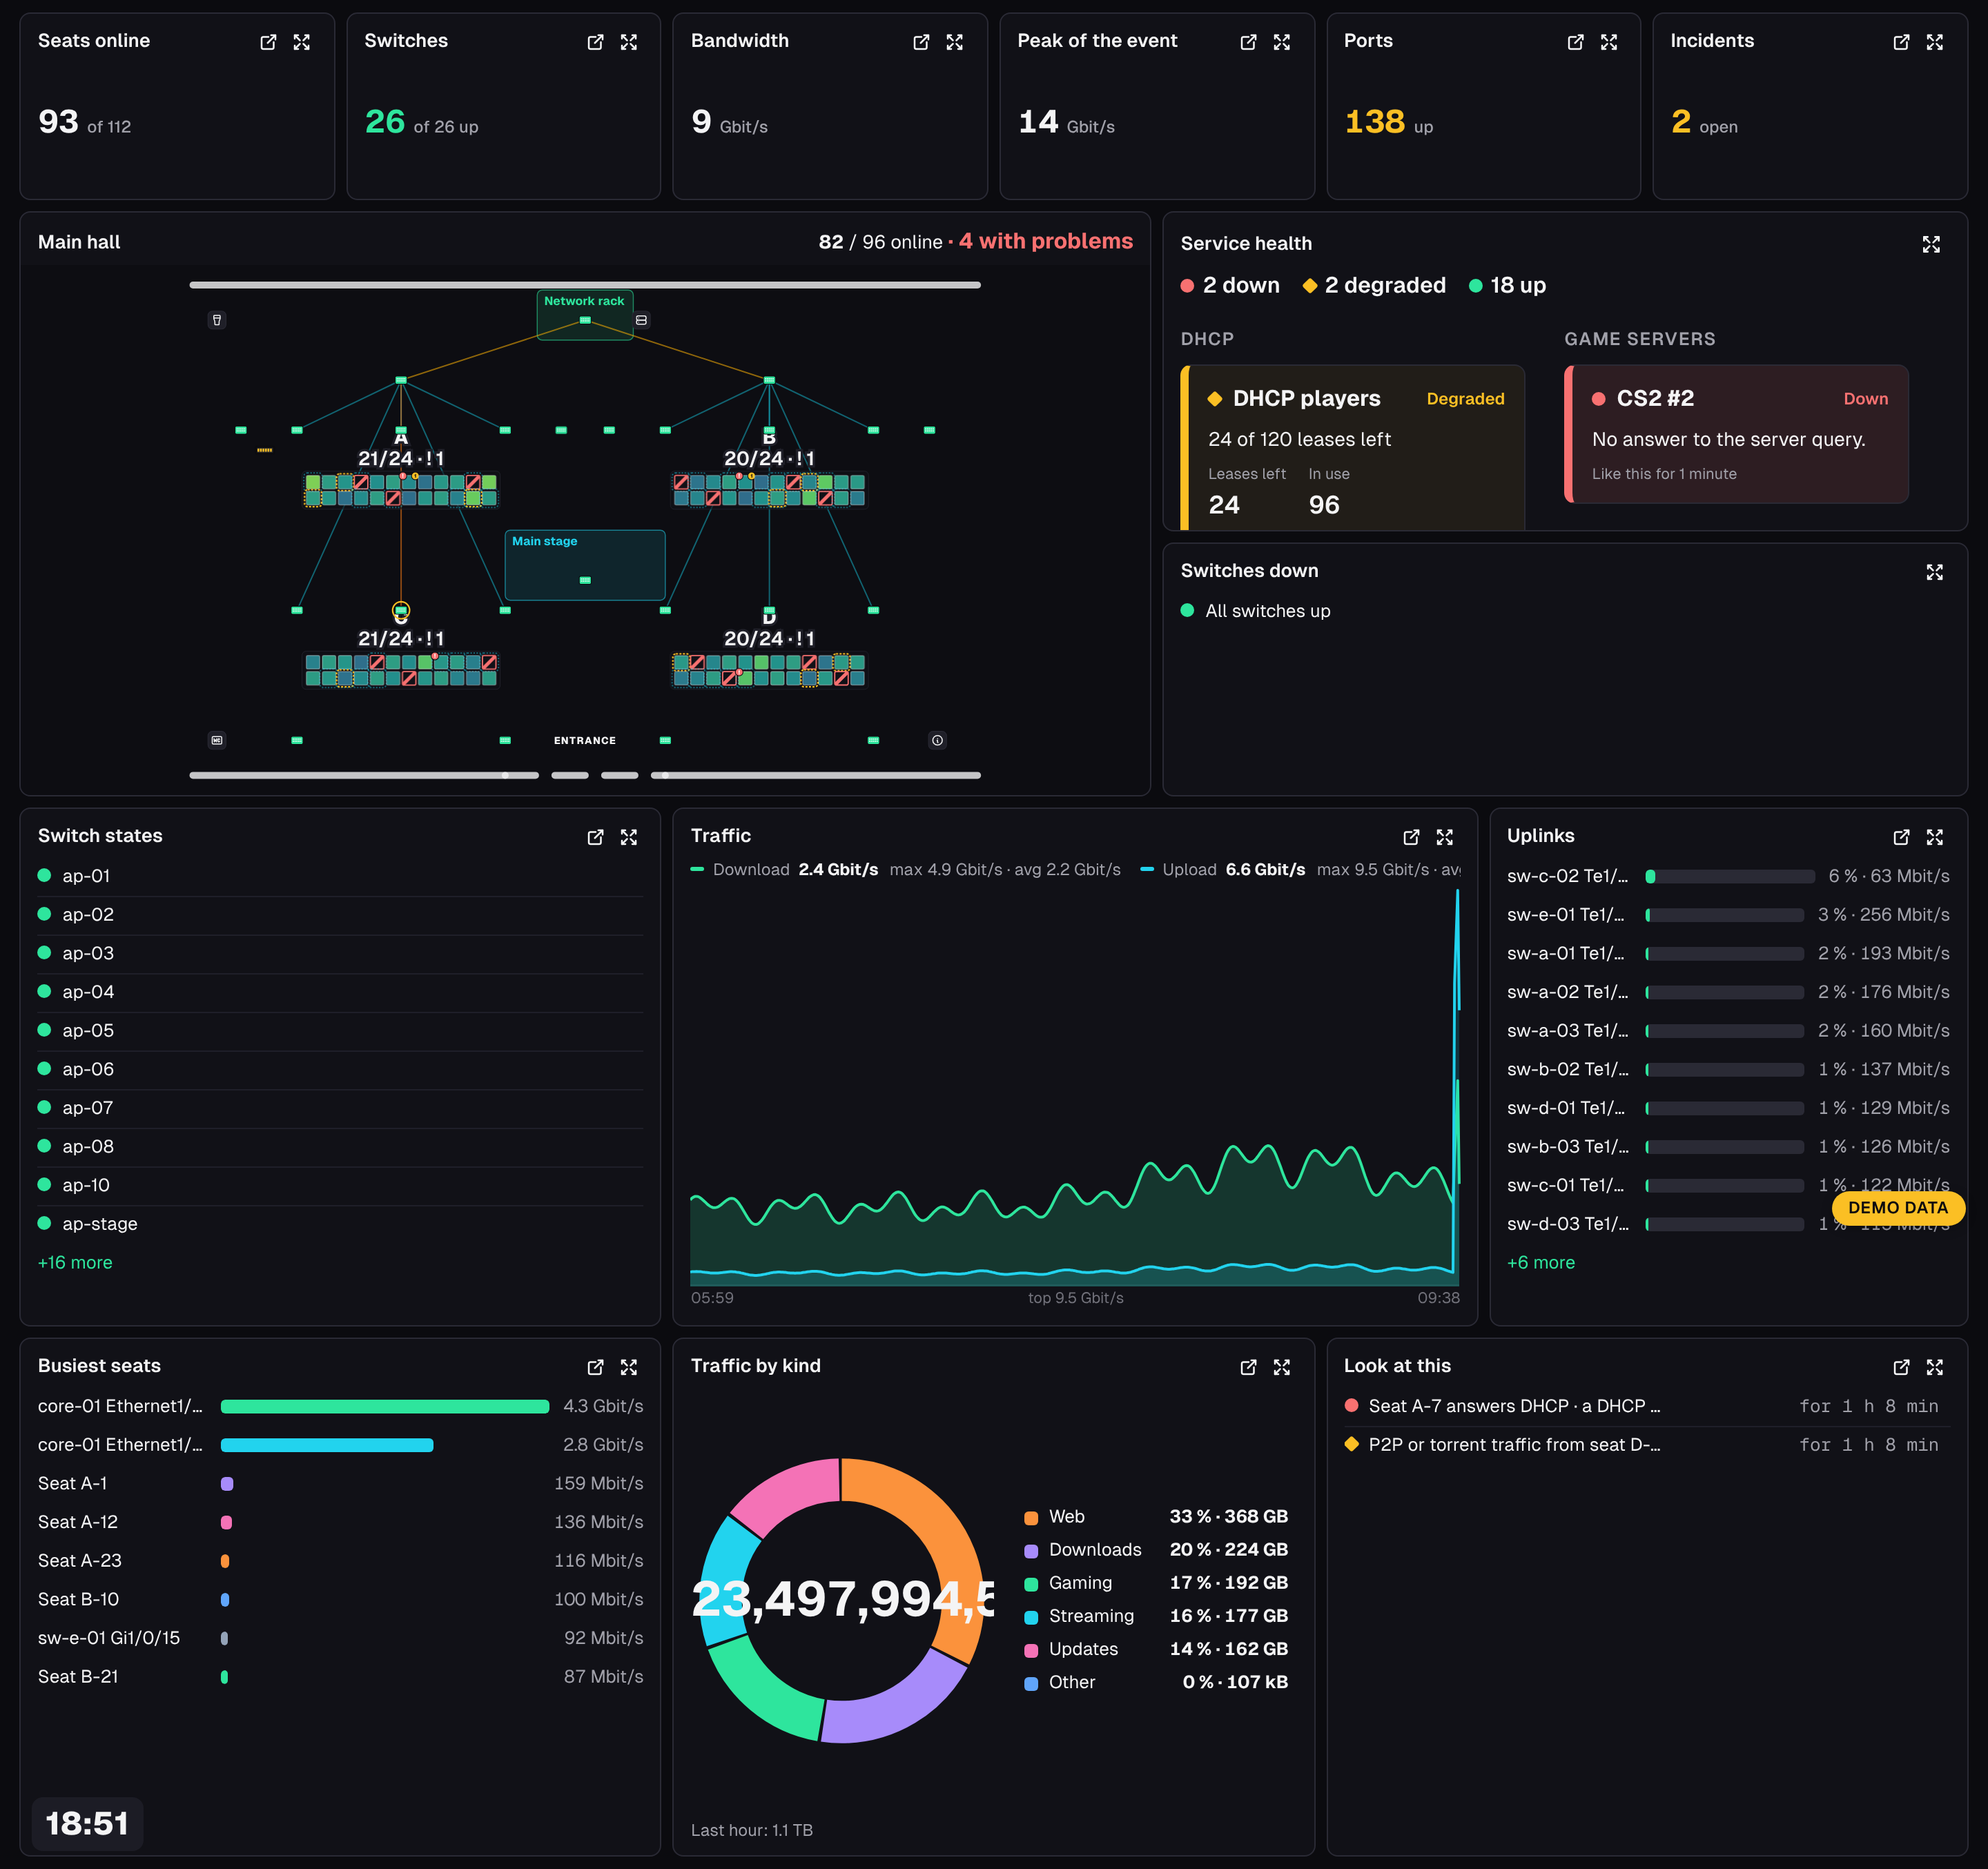 Seats online
93 of 112
Switches
26 of 26 up
Bandwidth
9 Gbit/s
Peak of the event
14 Gbit/s
Ports
138 up
Incidents
2 open
Main hall
82 / 96 online · 4 with problems
Network rack
A
21/24 · !1
B
20/24 · !1
Main stage
21/24 · !1
D
20/24 · !1
WC
ENTRANCE
Service health
2 down
2 degraded
18 up
DHCP
DHCP players
Degraded
24 of 120 leases left
Leases left
In use
24
96
GAME SERVERS
CS2 #2
Down
No answer to the server query.
Like this for 1 minute
Switches down
All switches up
Switch states
ap-01
ap-02
ap-03
ap-04
ap-05
ap-06
ap-07
ap-08
ap-10
ap-stage
+16 more
Traffic
Download 2.4 Gbit/s max 4.9 Gbit/s · avg 2.2 Gbit/s
Upload 6.6 Gbit/s max 9.5 Gbit/s · avg
05:59
top 9.5 Gbit/s
09:38
Uplinks
sw-c-02 Te1/... 6 % · 63 Mbit/s
sw-e-01 Te1/... 3 % · 256 Mbit/s
sw-a-01 Te1/... 2 % · 193 Mbit/s
sw-a-02 Te1/... 2 % · 176 Mbit/s
sw-a-03 Te1/... 2 % · 160 Mbit/s
sw-b-02 Te1/... 1 % · 137 Mbit/s
sw-d-01 Te1/... 1 % · 129 Mbit/s
sw-b-03 Te1/... 1 % · 126 Mbit/s
sw-c-01 Te1/... 1 % · 122 Mbit/s
DEMO DATA
sw-d-03 Te1/... 1 %
+6 more
Busiest seats
core-01 Ethernet1/... 4.3 Gbit/s
core-01 Ethernet1/... 2.8 Gbit/s
Seat A-1 159 Mbit/s
Seat A-12 136 Mbit/s
Seat A-23 116 Mbit/s
Seat B-10 100 Mbit/s
sw-e-01 Gi1/0/15 92 Mbit/s
Seat B-21 87 Mbit/s
18:51
Traffic by kind
23,497,994,5
Web 33 % · 368 GB
Downloads 20 % · 224 GB
Gaming 17 % · 192 GB
Streaming 16 % · 177 GB
Updates 14 % · 162 GB
Other 0 % · 107 kB
Last hour: 1.1 TB
Look at this
Seat A-7 answers DHCP · a DHCP ... for 1 h 8 min
P2P or torrent traffic from seat D-... for 1 h 8 min